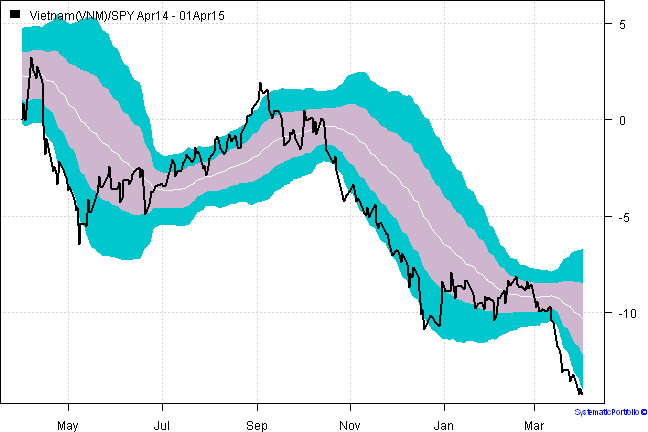 Vietnam(VNM)/SPY Apr14 - 01Apr15
5
0
-5
-10
May Jul Sep Nov Jan Mar
SystematicPortfolio ©